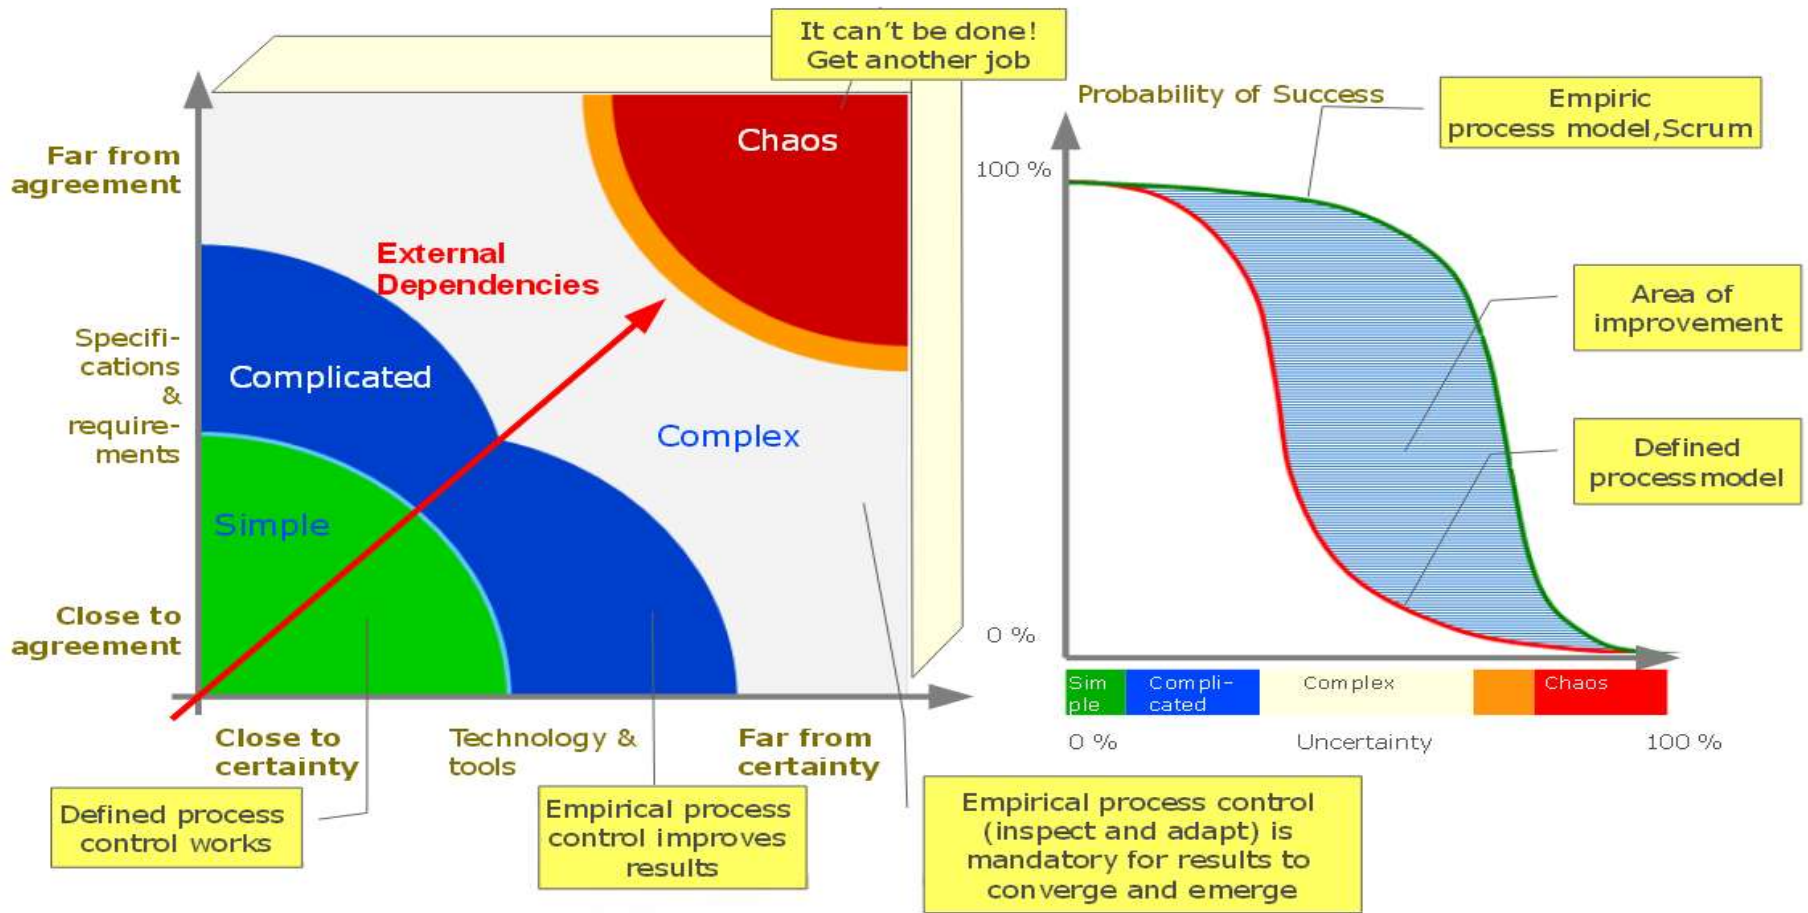 It can't be done!
Get another job
Far from
agreement
Chaos
External
Dependencies
Specifi-
cations
&
require-
ments
Complicated
Complex
Simple
Close to
agreement
Close to
certainty
Technology &
tools
Far from
certainty
Defined process
control works
Empirical process
control improves
results
Empirical process control
(inspect and adapt) is
mandatory for results to
converge and emerge
Probability of Success
Empiric
process model,Scrum
100 %
Area of
improvement
Defined
processmodel
0 %
Sim
ple
Compli-
cated
Complex
Chaos
0 %
Uncertainty
100 %